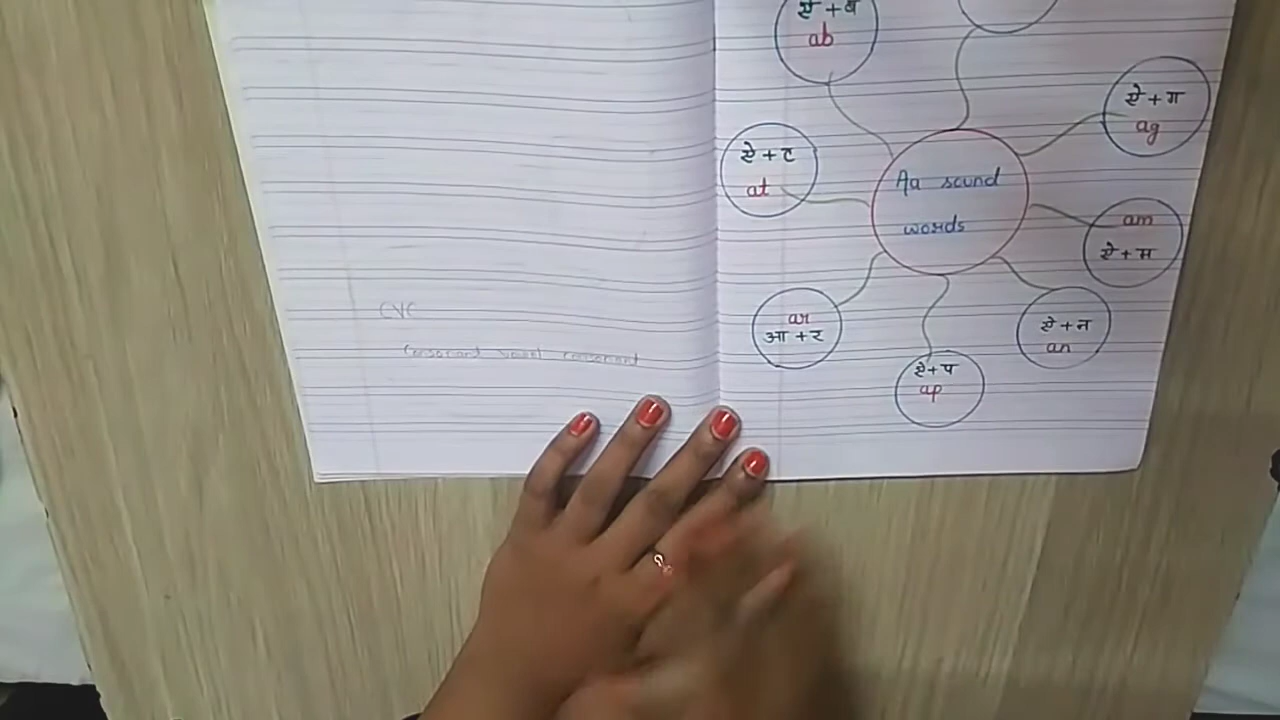 CVC
Consonant vowel consonant
ऐ + ब
ab
ऐ + ग
ag
ऐ + ट
at
Aa sound
words
am
ऐ + म
ar
आ + र
ऐ + न
an
ऐ + प
ap